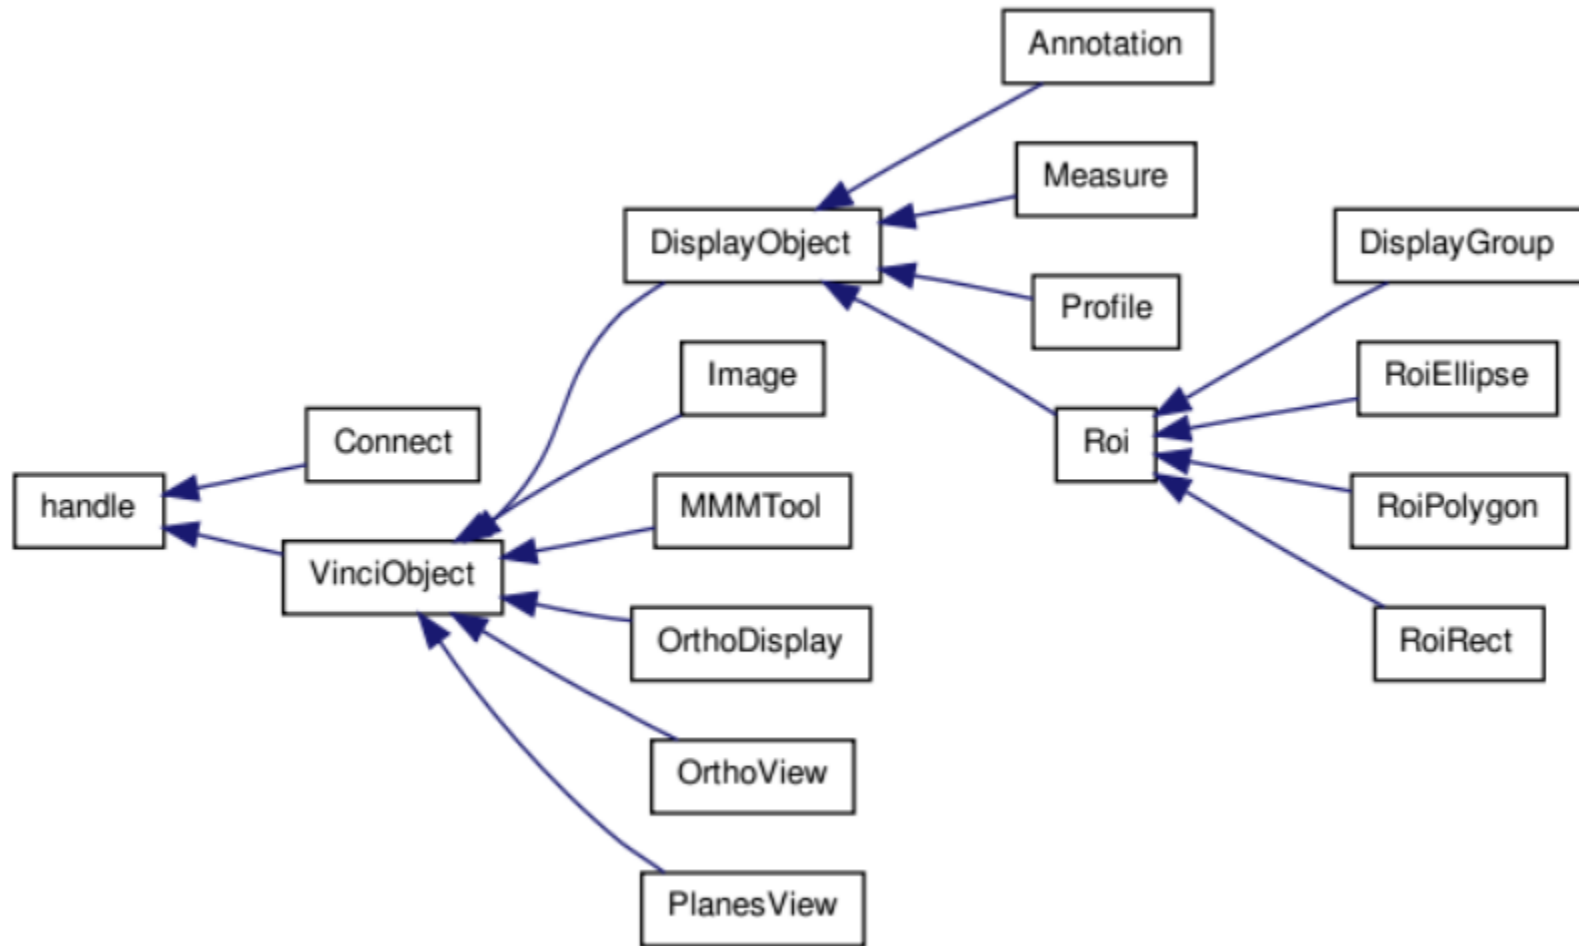 Annotation
Measure
DisplayObject
DisplayGroup
Profile
Image
RoiEllipse
Connect
Roi
handle
MMMTool
RoiPolygon
VinciObject
OrthoDisplay
RoiRect
OrthoView
PlanesView